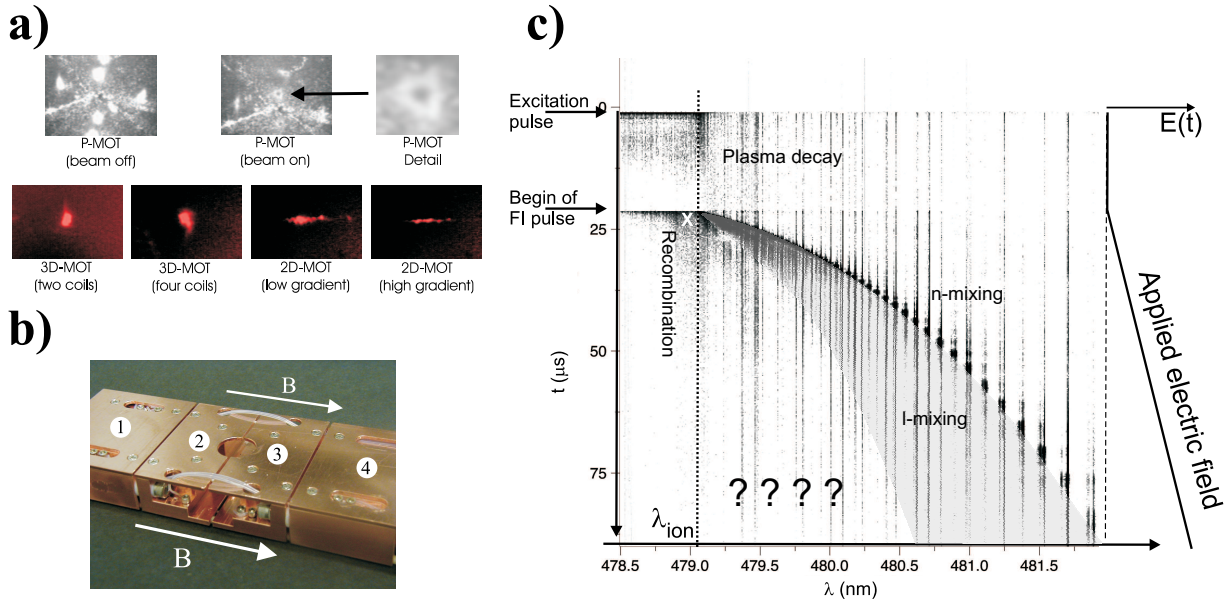 a)
P-MOT
(beam off)
P-MOT
(beam on)
P-MOT
Detail
3D-MOT
(two coils)
3D-MOT
(four coils)
2D-MOT
(low gradient)
2D-MOT
(high gradient)
b)
B
1
2
3
4
B
c)
Excitation
pulse
0
E(t)
Plasma decay
Begin of
FI pulse
x
25
Recombination
n-mixing
50
t (µs)
l-mixing
Applied electric field
75
? ? ? ?
λion
478.5 479.0 479.5 480.0 480.5 481.0 481.5
λ (nm)